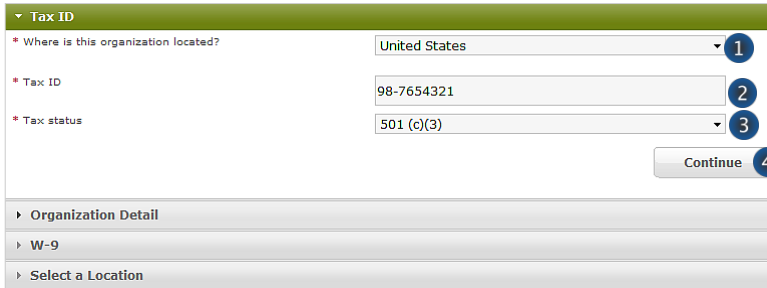 Tax ID
* Where is this organization located?
United States
1
* Tax ID
98-7654321
2
* Tax status
501 (c)(3)
3
Continue
4
Organization Detail
W-9
Select a Location